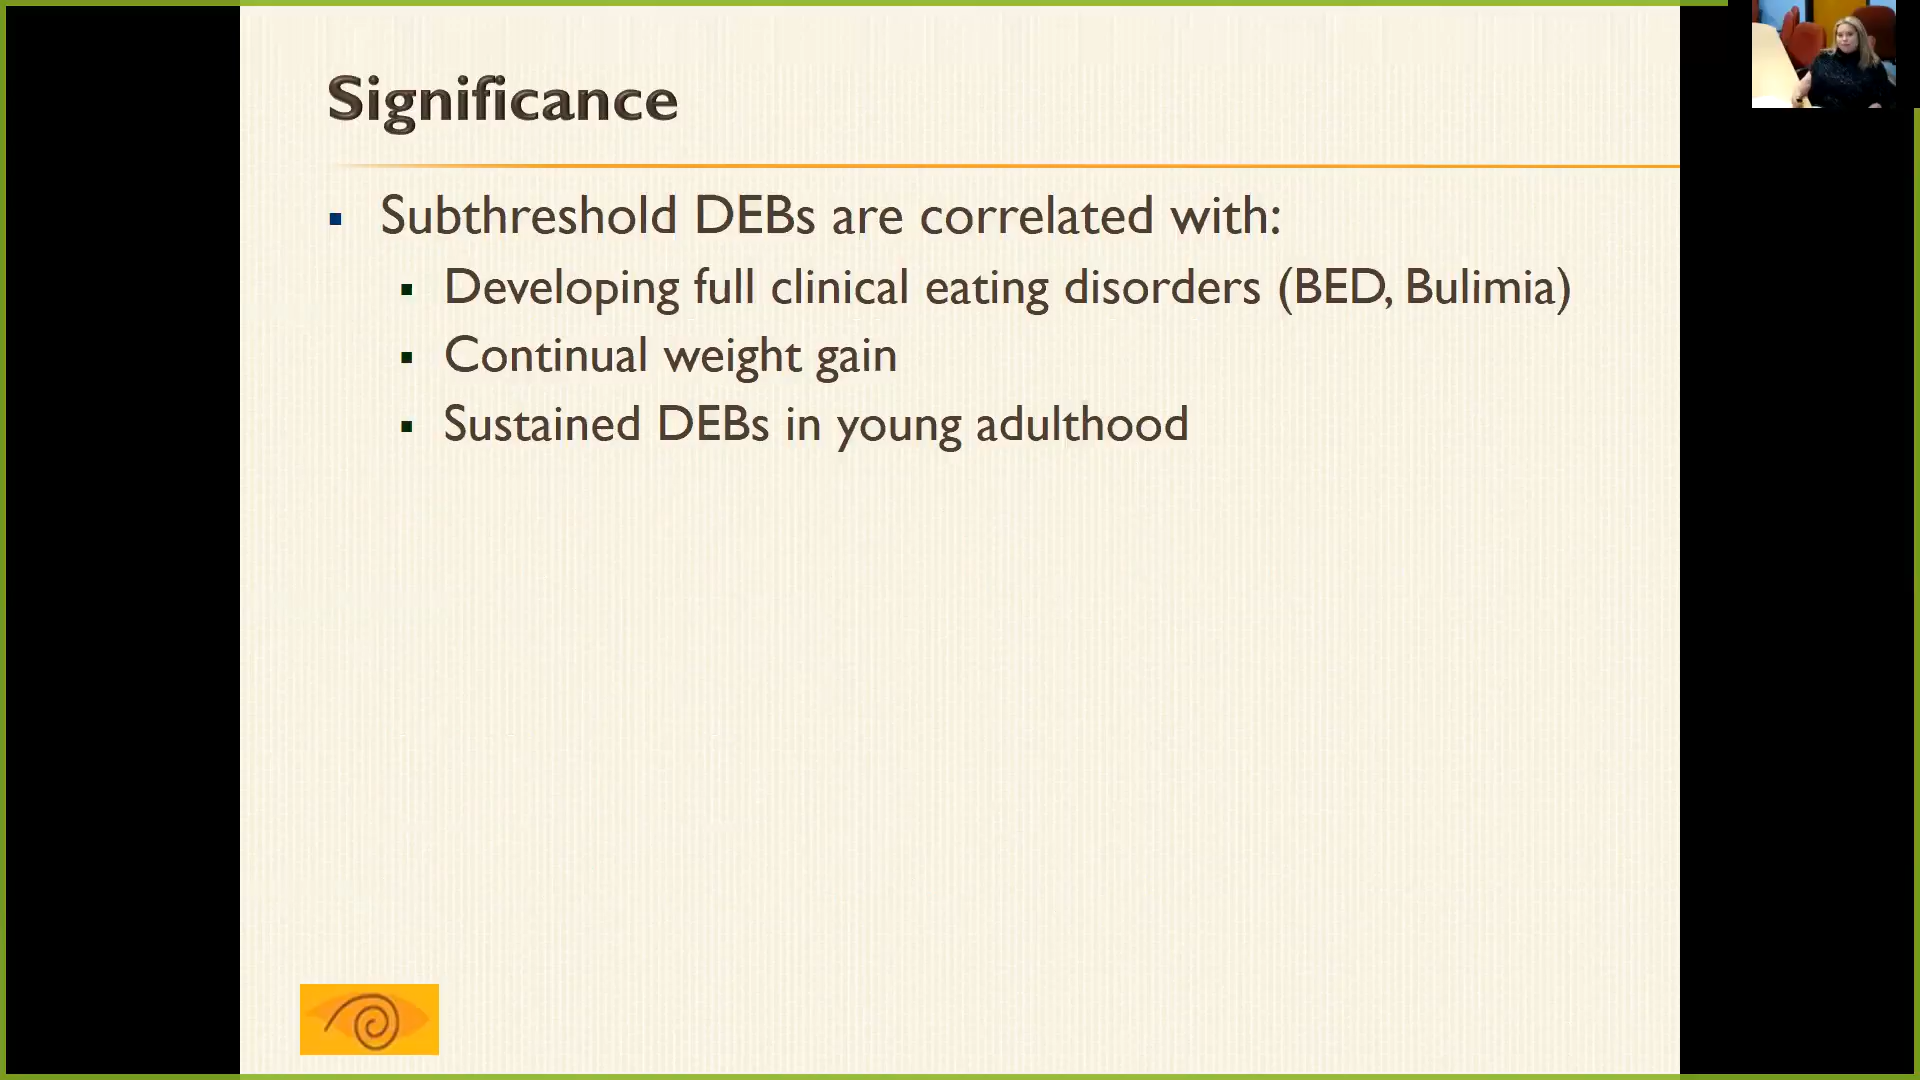 Significance
Subthreshold DEBs are correlated with:
Developing full clinical eating disorders (BED, Bulimia)
Continual weight gain
Sustained DEBs in young adulthood